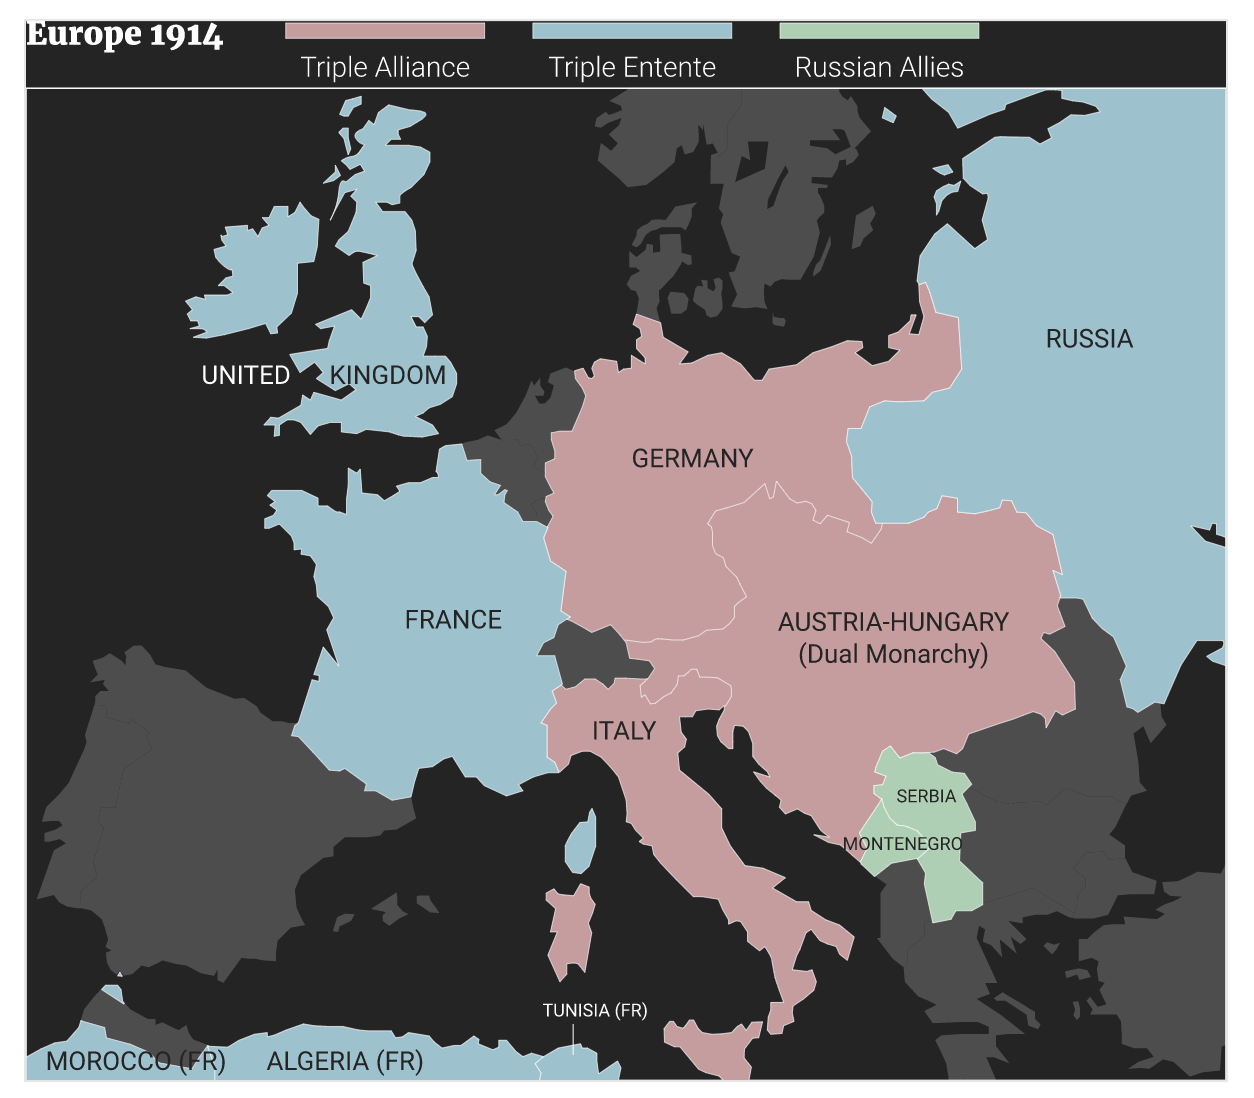 Europe 1914
Triple Alliance
Triple Entente
Russian Allies
RUSSIA
UNITED KINGDOM
GERMANY
FRANCE
AUSTRIA-HUNGARY
(Dual Monarchy)
ITALY
SERBIA
MONTENEGRO
TUNISIA (FR)
MOROCCO (FR)
ALGERIA (FR)